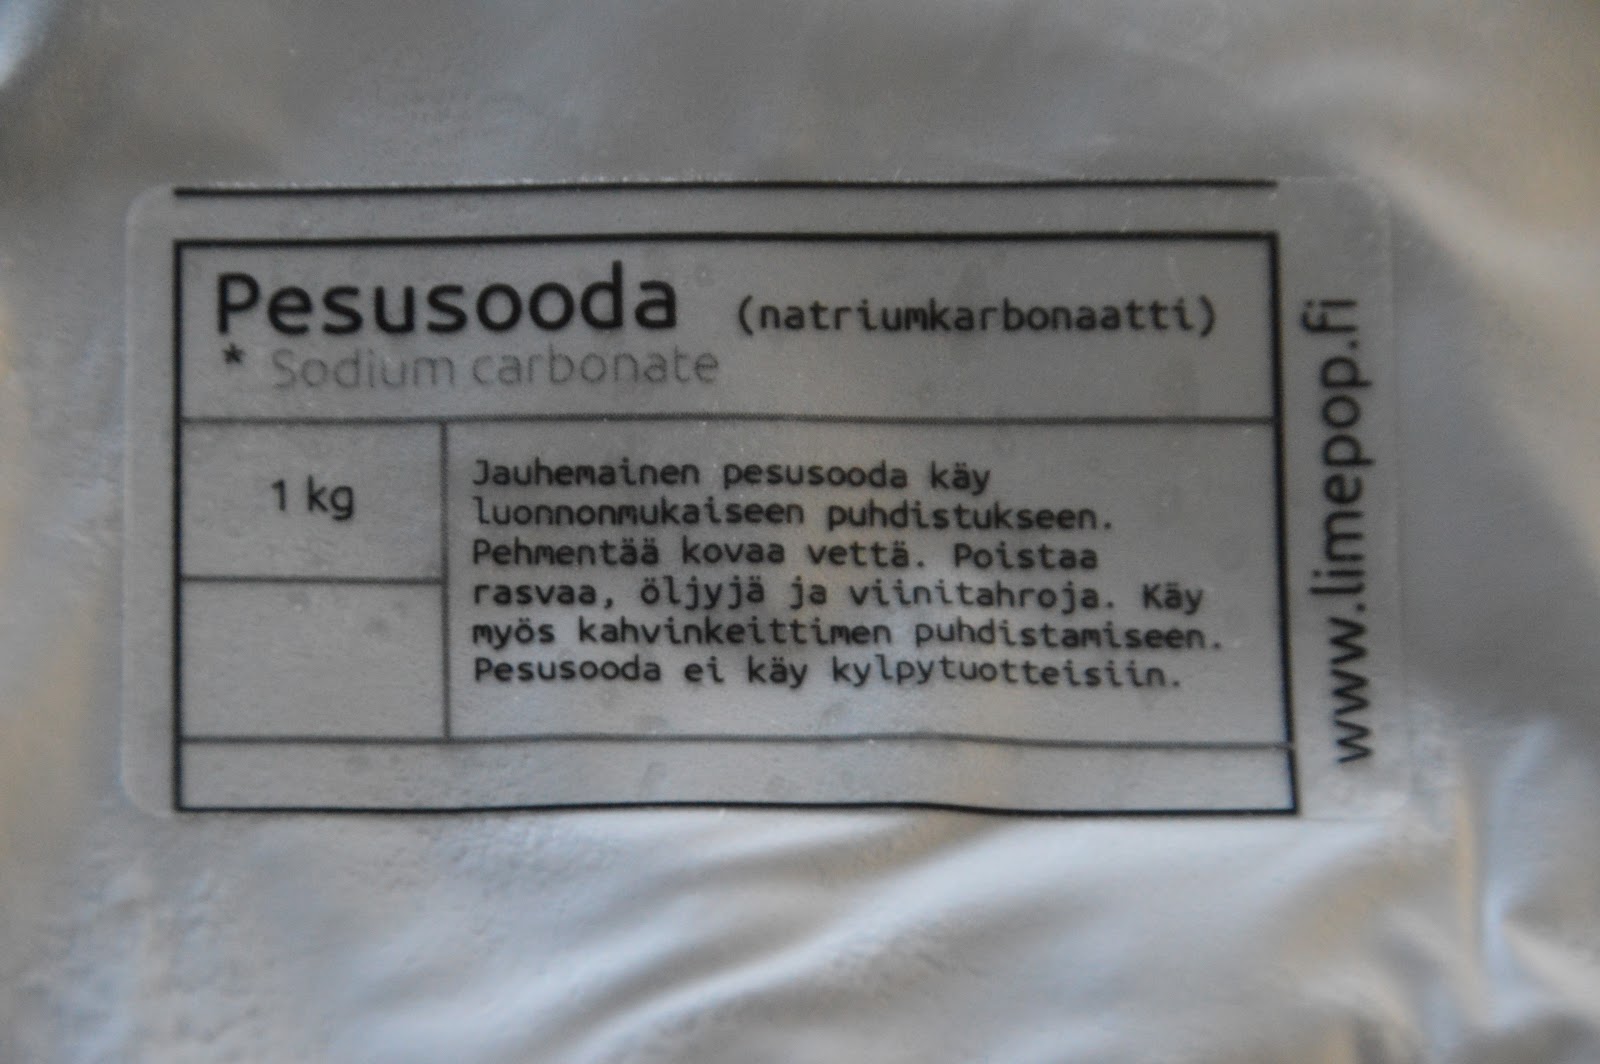 Pesusooda (natriumkarbonaatti)
* Sodium carbonate
1 kg
Jauhemainen pesusooda käy
luonnonmukaiseen puhdistukseen.
Pehmentää kovaa vettä. Poistaa
rasvaa, öljyjä ja viinitahroja. Käy
myös kahvinkeittimen puhdistamiseen.
Pesusooda ei käy kylpytuotteisiin.
www.limepop.fi